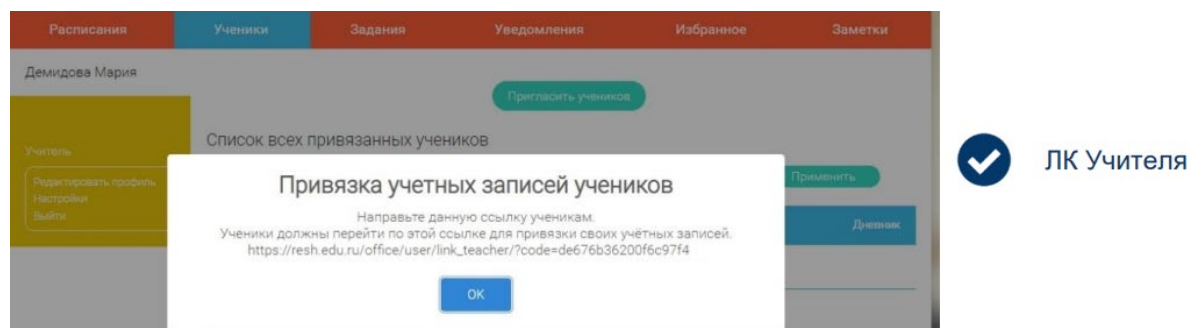 Расписания Ученики Задания Уведомления Избранное Заметки
Демидова Мария
Пригласить учеников
Список всех привязанных учеников
Учитель
Редактировать профиль
Настройки
Выйти
Применить
Дневник
Привязка учетных записей учеников
Направьте данную ссылку ученикам.
Ученики должны перейти по этой ссылке для привязки своих учётных записей.
https://resh.edu.ru/office/user/link_teacher/?code=de676b36200f6c97f4
OK
ЛК Учителя